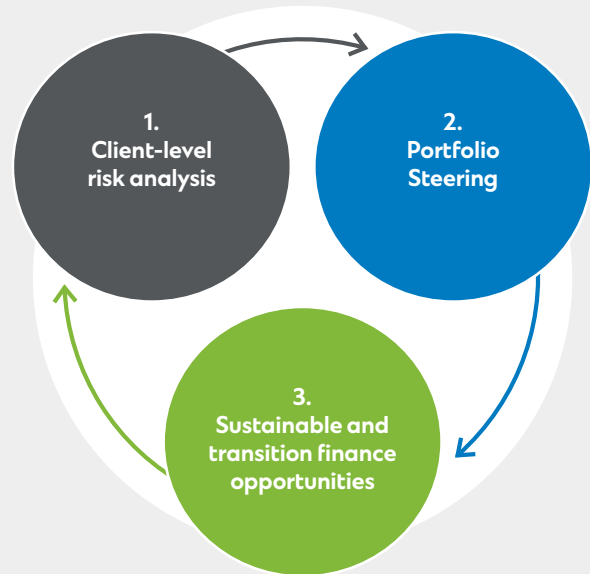 1.
Client-level
risk analysis
2.
Portfolio
Steering
3.
Sustainable and
transition finance
opportunities